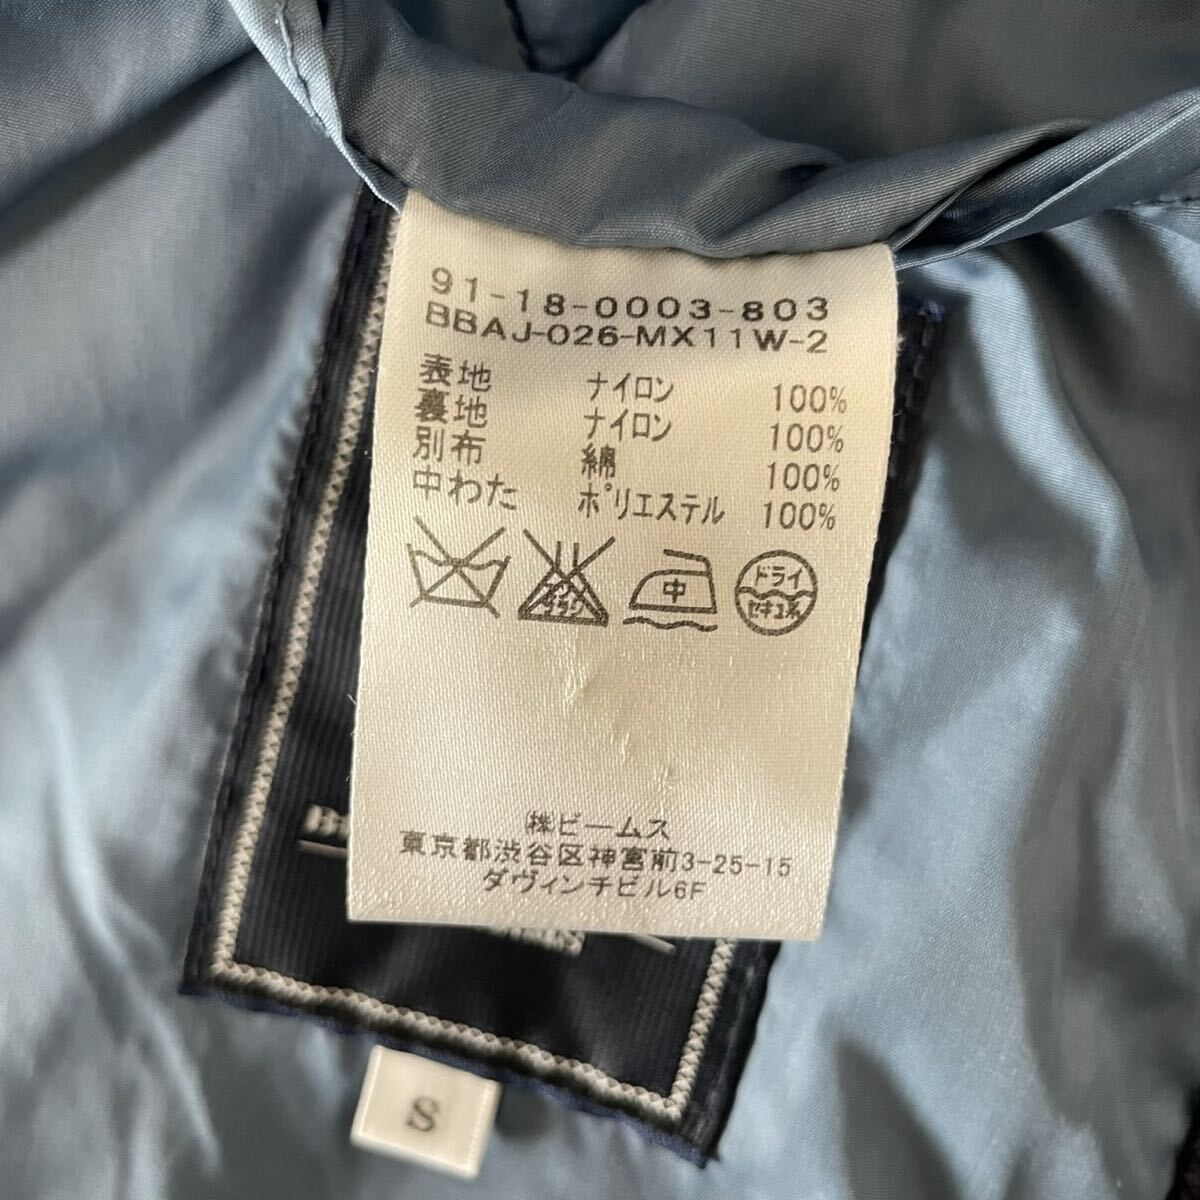 91-18-0003-803
BBAJ-026-MX11W-2
表地 ナイロン 100%
裏地 ナイロン 100%
別布 綿 100%
中わた ポリエステル 100%
中
ドライ
セキユ系
㈱ビームス
東京都渋谷区神宮前3-25-15
ダヴィンチビル6F
S